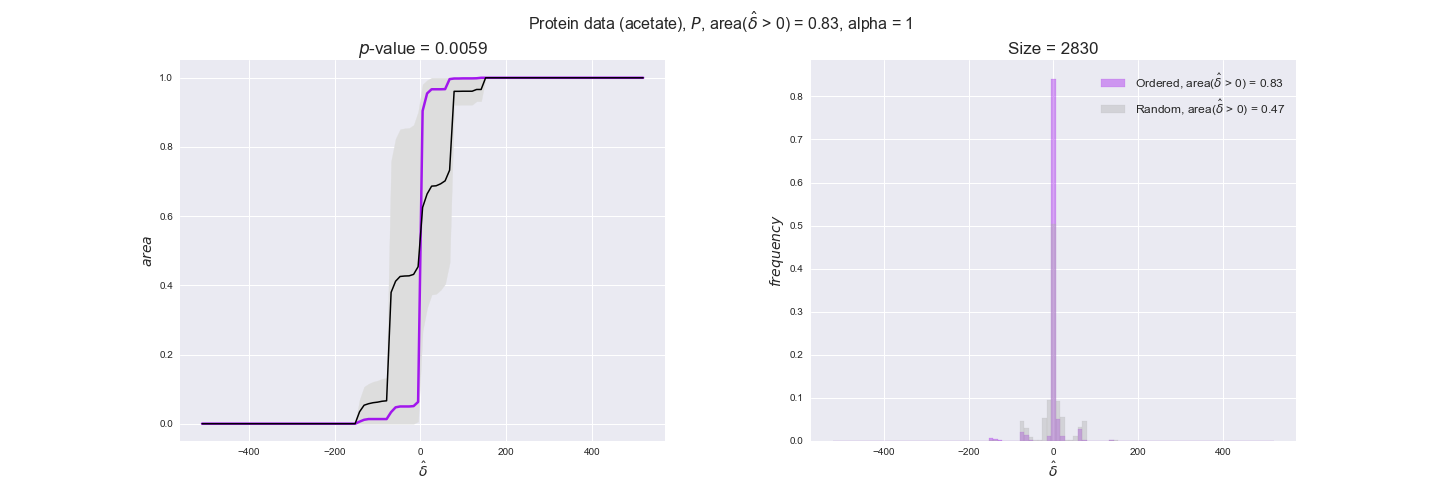 Protein data (acetate), P, area(δ̂ > 0) = 0.83, alpha = 1
p-value = 0.0059
1.0
0.8
0.6
0.4
0.2
0.0
area
−400
−200
0
200
400
δ̂
Size = 2830
Ordered, area(δ̂ > 0) = 0.83
Random, area(δ̂ > 0) = 0.47
0.8
0.7
0.6
0.5
0.4
0.3
0.2
0.1
0.0
frequency
−400
−200
0
200
400
δ̂